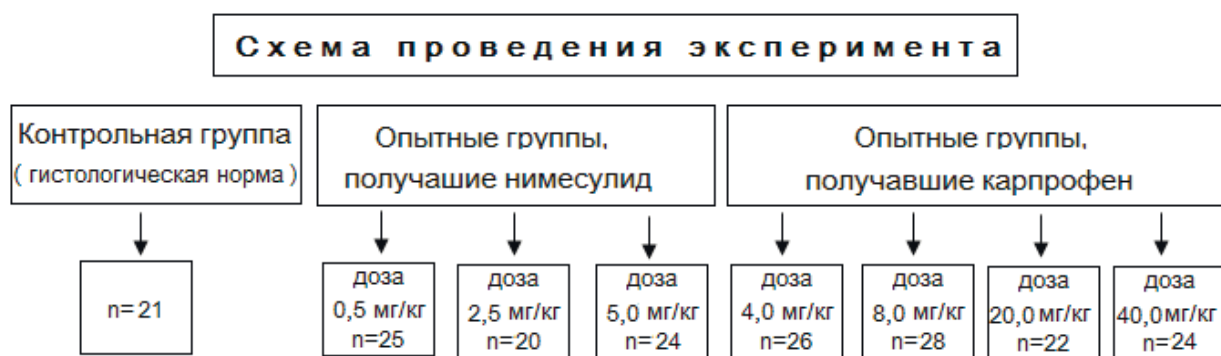 Схема проведения эксперимента
Контрольная группа
( гистологическая норма )
Опытные группы,
получашие нимесулид
Опытные группы,
получавшие карпрофен
n=21
доза
0,5 мг/кг
n=25
доза
2,5 мг/кг
n=20
доза
5,0 мг/кг
n=24
доза
4,0 мг/кг
n=26
доза
8,0 мг/кг
n=28
доза
20,0 мг/кг
n=22
доза
40,0 мг/кг
n=24